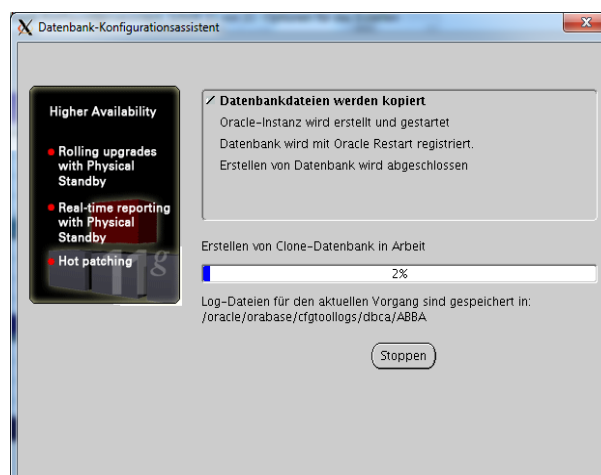 Datenbank-Konfigurationsassistent
Higher Availability
Rolling upgrades
with Physical
Standby
Real-time reporting
with Physical
Standby
Hot patching
11g
Datenbankdateien werden kopiert
Oracle-Instanz wird erstellt und gestartet
Datenbank wird mit Oracle Restart registriert.
Erstellen von Datenbank wird abgeschlossen
Erstellen von Clone-Datenbank in Arbeit
2%
Log-Dateien für den aktuellen Vorgang sind gespeichert in:
/oracle/orabase/cfgtoollogs/dbca/ABBA
Stoppen